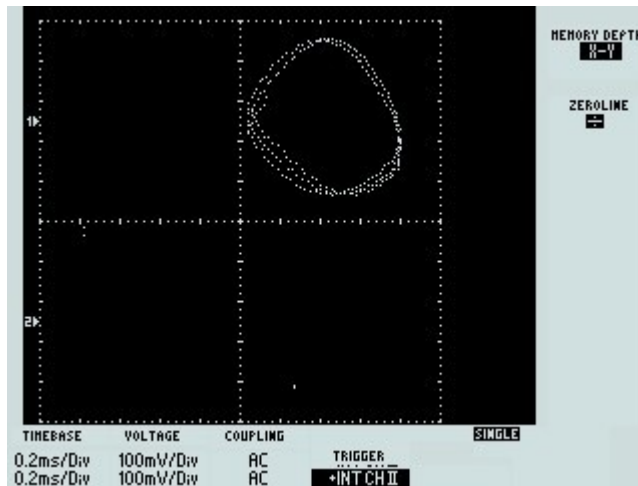 MEMORY DEPTH
X-Y
ZEROLINE
÷
1
2
TIMEBASE VOLTAGE COUPLING SINGLE
0.2ms/Div 100mV/Div AC TRIGGER
0.2ms/Div 100mV/Div AC +INT CH II